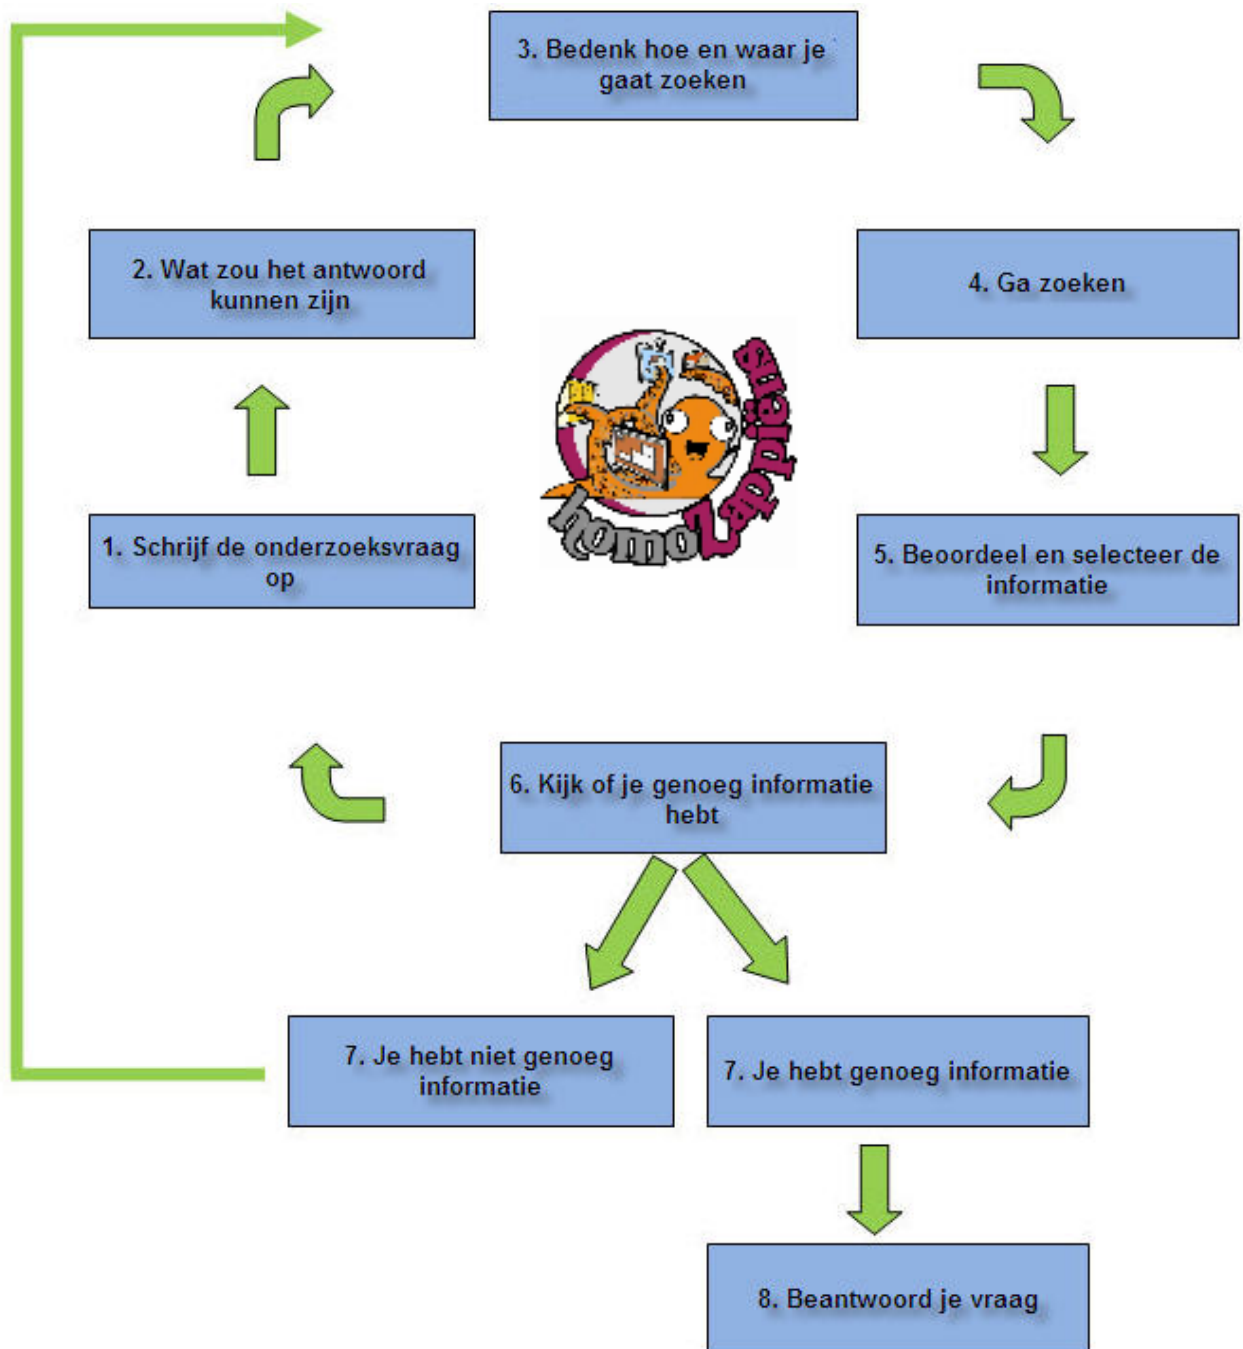 3. Bedenk hoe en waar je
gaat zoeken
2. Wat zou het antwoord
kunnen zijn
4. Ga zoeken
1. Schrijf de onderzoeksvraag
op
homoZappiëns
5. Beoordeel en selecteer de
informatie
6. Kijk of je genoeg informatie
hebt
7. Je hebt niet genoeg
informatie
7. Je hebt genoeg informatie
8. Beantwoord je vraag